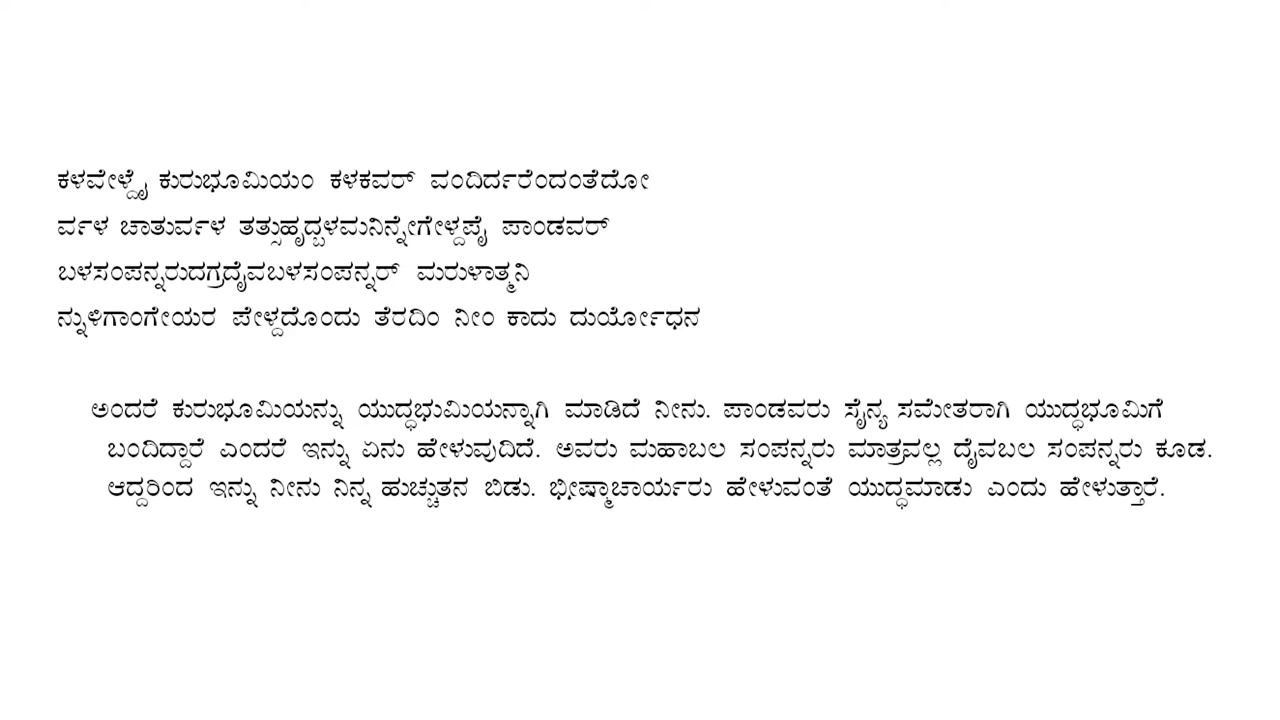 ಕಳವೇಳ್ದೈ ಕುರುಭೂಮಿಯಂ ಕಳಕವರ್ ವಂದಿರ್ದರೆಂದಂತೆದೋ
ರ್ವಳ ಚಾತುರ್ವಳ ತತ್ಸುಹೃದ್ಬಳಮನಿನ್ನೇಗೇಳ್ದಪೈ ಪಾಂಡವರ್
ಬಳಸಂಪನ್ನರುದಗ್ರದೈವಬಳಸಂಪನ್ನರ್ ಮರುಳಾತ್ಮನಿ
ನ್ನುಳಿಗಾಂಗೇಯರ ಪೇಳ್ದದೊಂದು ತೆರದಿಂ ನೀಂ ಕಾದು ದುರ್ಯೋಧನ
ಅಂದರೆ ಕುರುಭೂಮಿಯನ್ನು ಯುದ್ಧಭುಮಿಯನ್ನಾಗಿ ಮಾಡಿದೆ ನೀನು. ಪಾಂಡವರು ಸೈನ್ಯ ಸಮೇತರಾಗಿ ಯುದ್ಧಭೂಮಿಗೆ
ಬಂದಿದ್ದಾರೆ ಎಂದರೆ ಇನ್ನು ಏನು ಹೇಳುವುದಿದೆ. ಅವರು ಮಹಾಬಲ ಸಂಪನ್ನರು ಮಾತ್ರವಲ್ಲ ದೈವಬಲ ಸಂಪನ್ನರು ಕೂಡ.
ಆದ್ದರಿಂದ ಇನ್ನು ನೀನು ನಿನ್ನ ಹುಚ್ಚುತನ ಬಿಡು. ಭೀಷ್ಮಾಚಾರ್ಯರು ಹೇಳುವಂತೆ ಯುದ್ಧಮಾಡು ಎಂದು ಹೇಳುತ್ತಾರೆ.